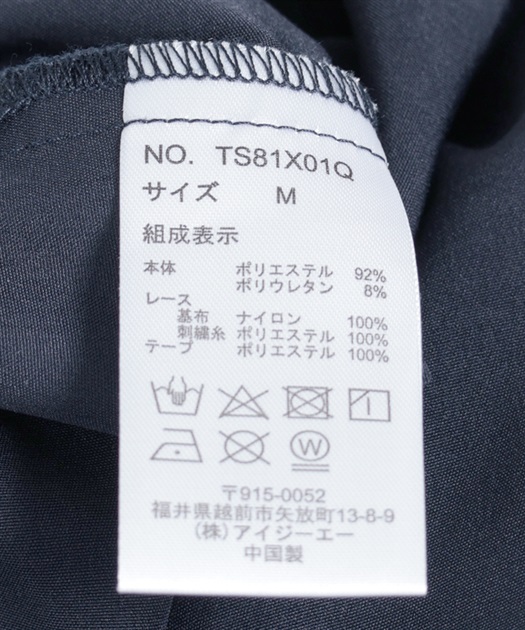 NO. TS81X01Q
サイズ M
組成表示
本体 ポリエステル 92%
ポリウレタン 8%
レース
基布 ナイロン 100%
刺繍糸 ポリエステル 100%
テープ ポリエステル 100%
W
〒915-0052
福井県越前市矢放町13-8-9
(株)アイジーエー
中国製